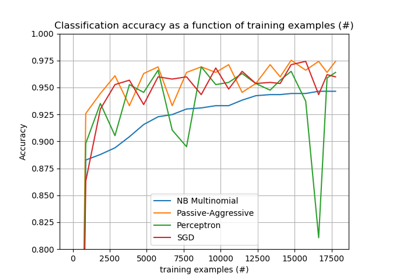 Classification accuracy as a function of training examples (#)
1.000
0.975
0.950
0.925
0.900
0.875
0.850
0.825
0.800
Accuracy
NB Multinomial
Passive-Aggressive
Perceptron
SGD
0 2500 5000 7500 10000 12500 15000 17500
training examples (#)